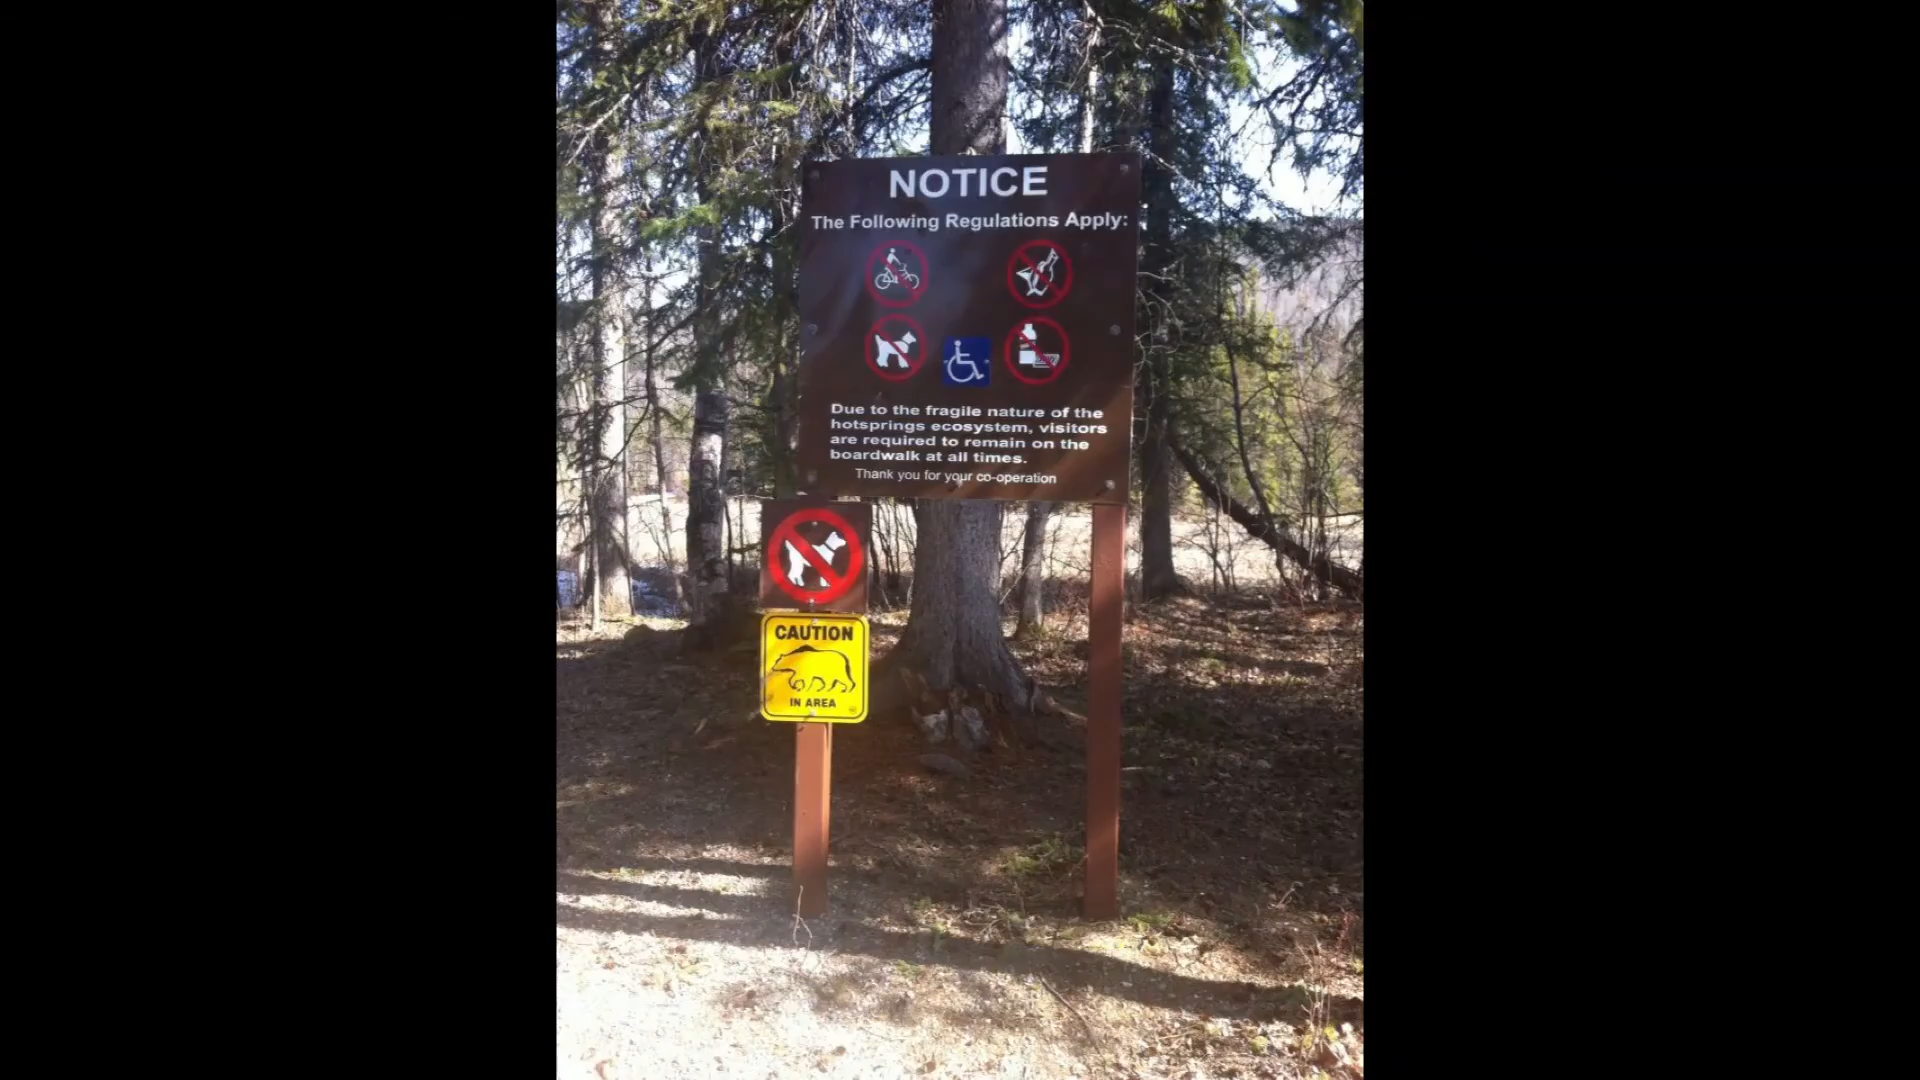 NOTICE
The Following Regulations Apply:
Due to the fragile nature of the
hotsprings ecosystem, visitors
are required to remain on the
boardwalk at all times.
Thank you for your co-operation
CAUTION
IN AREA